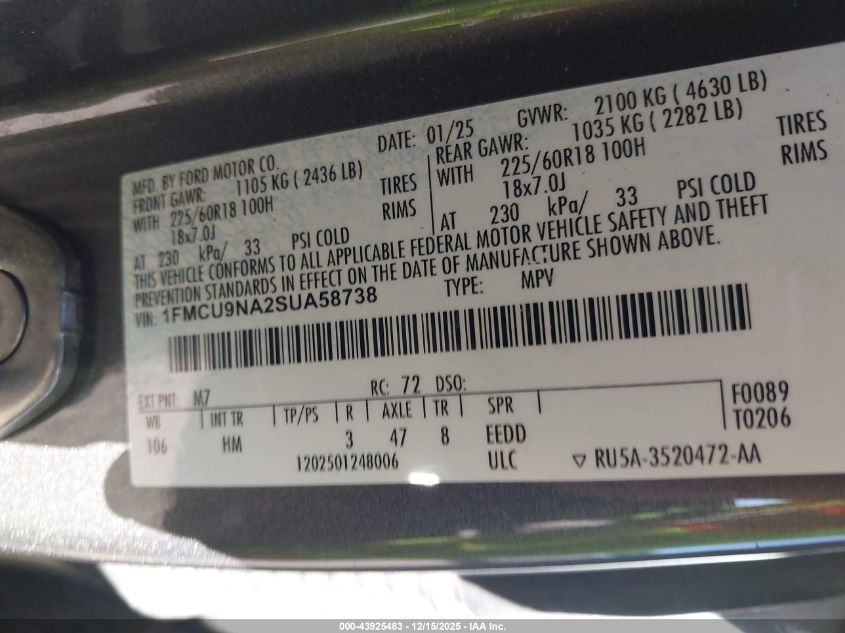 MFD. BY FORD MOTOR CO. DATE: 01/25 GVWR: 2100 KG ( 4630 LB)
FRONT GAWR: 1105 KG ( 2436 LB) REAR GAWR: 1035 KG ( 2282 LB)
WITH 225/60R18 100H TIRES WITH 225/60R18 100H TIRES
18x7.0J RIMS 18x7.0J RIMS
AT 230 kPa/ 33 PSI COLD AT 230 kPa/ 33 PSI COLD
THIS VEHICLE CONFORMS TO ALL APPLICABLE FEDERAL MOTOR VEHICLE SAFETY AND THEFT
PREVENTION STANDARDS IN EFFECT ON THE DATE OF MANUFACTURE SHOWN ABOVE.
VIN: 1FMCU9NA2SUA58738 TYPE: MPV
EXT PNT: M7 RC: 72 DSO:
WB INT TR TP/PS R AXLE TR SPR F0089
106 HM 3 47 8 EEDD T0206
1202501248006 ULC ▽ RU5A-3520472-AA
000-43925483 - 12/15/2025 - IAA Inc.